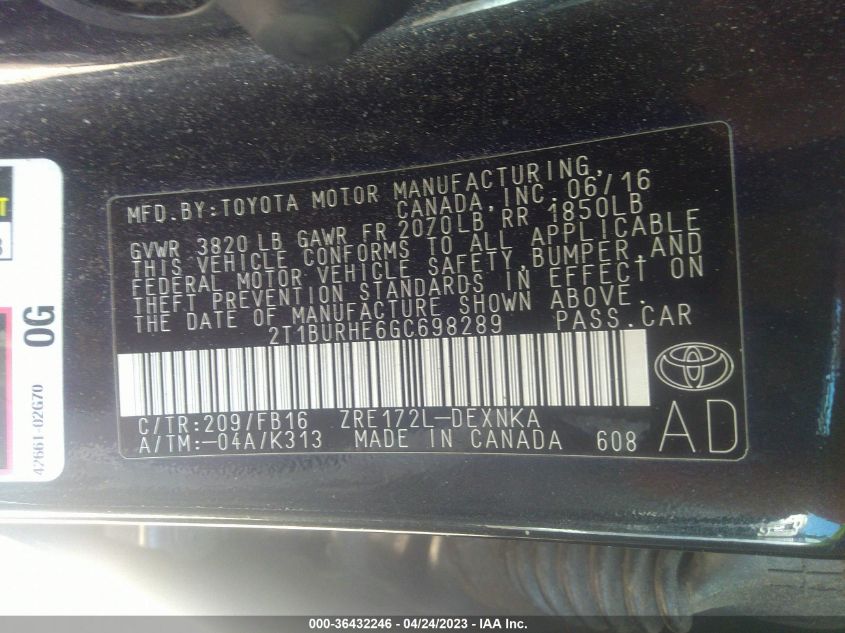 MFD.BY:TOYOTA MOTOR MANUFACTURING,
CANADA,INC. 06/16
GVWR 3820 LB GAWR FR 2070LB RR 1850LB
THIS VEHICLE CONFORMS TO ALL APPLICABLE
FEDERAL MOTOR VEHICLE SAFETY,BUMPER,AND
THEFT PREVENTION STANDARDS IN EFFECT ON
THE DATE OF MANUFACTURE SHOWN ABOVE.
2T1BURHE6GC698289 PASS.CAR
C/TR:209/FB16 ZRE172L-DEXNKA
A/TM:-04A/K313 MADE IN CANADA 608
AD
0G
42661-02G70
000-36432246 / 04/24/2023 - IAA Inc.